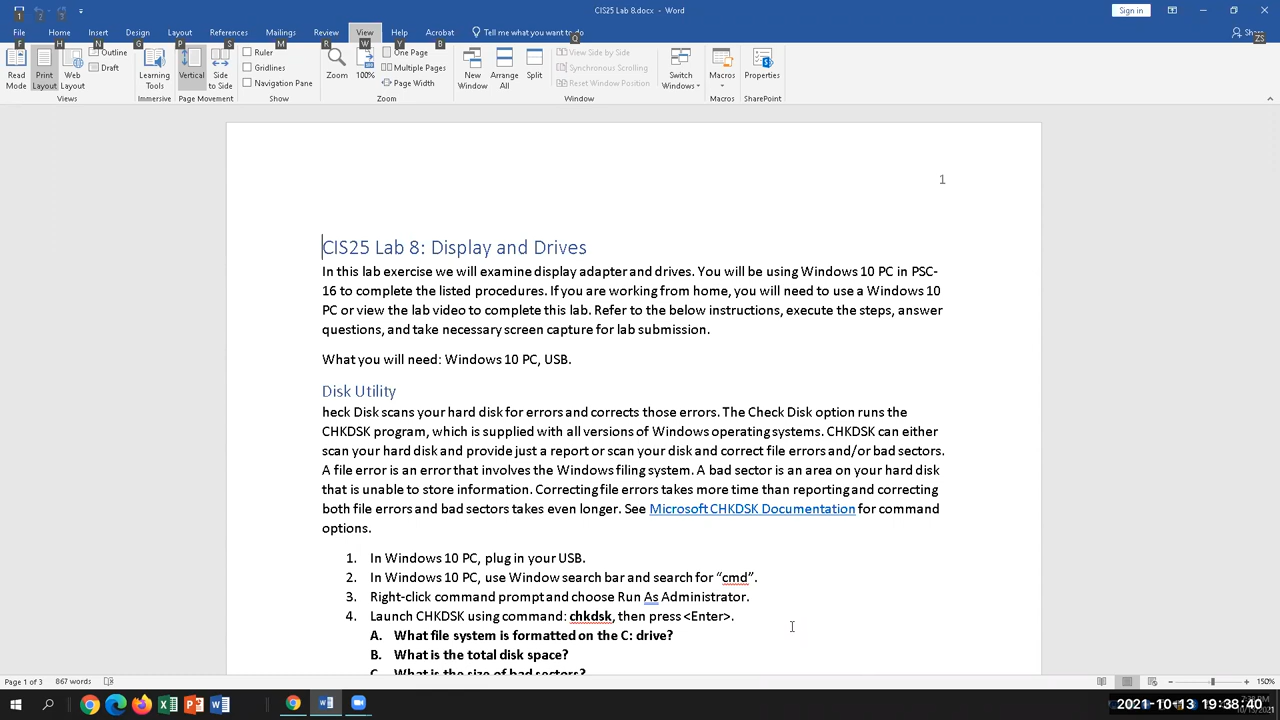 CIS25 Lab 8.docx - Word
Sign in
1 2 3
File Home Insert Design Layout References Mailings Review View Help Acrobat Tell me what you want to do Share
F H N G P S M R W Y B Q ZS
Read Mode
Print Layout
Web Layout
Outline
Draft
Views
Learning Tools
Immersive
Vertical
Side to Side
Page Movement
Ruler
Gridlines
Navigation Pane
Show
Zoom
100%
One Page
Multiple Pages
Page Width
Zoom
New Window
Arrange All
Split
View Side by Side
Synchronous Scrolling
Reset Window Position
Window
Switch Windows
Macros
Macros
Properties
SharePoint
1
CIS25 Lab 8: Display and Drives
In this lab exercise we will examine display adapter and drives. You will be using Windows 10 PC in PSC-
16 to complete the listed procedures. If you are working from home, you will need to use a Windows 10
PC or view the lab video to complete this lab. Refer to the below instructions, execute the steps, answer
questions, and take necessary screen capture for lab submission.
What you will need: Windows 10 PC, USB.
Disk Utility
heck Disk scans your hard disk for errors and corrects those errors. The Check Disk option runs the
CHKDSK program, which is supplied with all versions of Windows operating systems. CHKDSK can either
scan your hard disk and provide just a report or scan your disk and correct file errors and/or bad sectors.
A file error is an error that involves the Windows filing system. A bad sector is an area on your hard disk
that is unable to store information. Correcting file errors takes more time than reporting and correcting
both file errors and bad sectors takes even longer. See Microsoft CHKDSK Documentation for command
options.
1. In Windows 10 PC, plug in your USB.
2. In Windows 10 PC, use Window search bar and search for “cmd”.
3. Right-click command prompt and choose Run As Administrator.
4. Launch CHKDSK using command: chkdsk, then press <Enter>.
A. What file system is formatted on the C: drive?
B. What is the total disk space?
C. What is the size of bad sectors?
Page 1 of 3 867 words 150%
2021-10-13 19:38:40